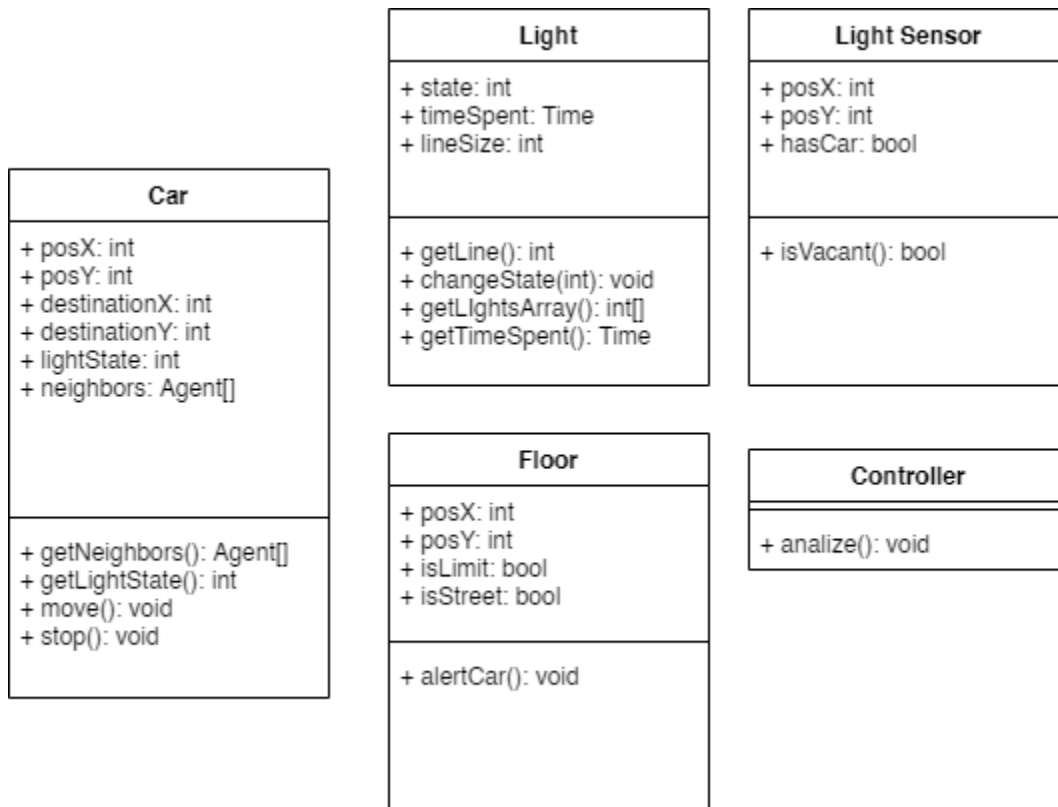 Car
+ posX: int
+ posY: int
+ destinationX: int
+ destinationY: int
+ lightState: int
+ neighbors: Agent[]
+ getNeighbors(): Agent[]
+ getLightState(): int
+ move(): void
+ stop(): void
Light
+ state: int
+ timeSpent: Time
+ lineSize: int
+ getLine(): int
+ changeState(int): void
+ getLIghtsArray(): int[]
+ getTimeSpent(): Time
Light Sensor
+ posX: int
+ posY: int
+ hasCar: bool
+ isVacant(): bool
Floor
+ posX: int
+ posY: int
+ isLimit: bool
+ isStreet: bool
+ alertCar(): void
Controller
+ analize(): void